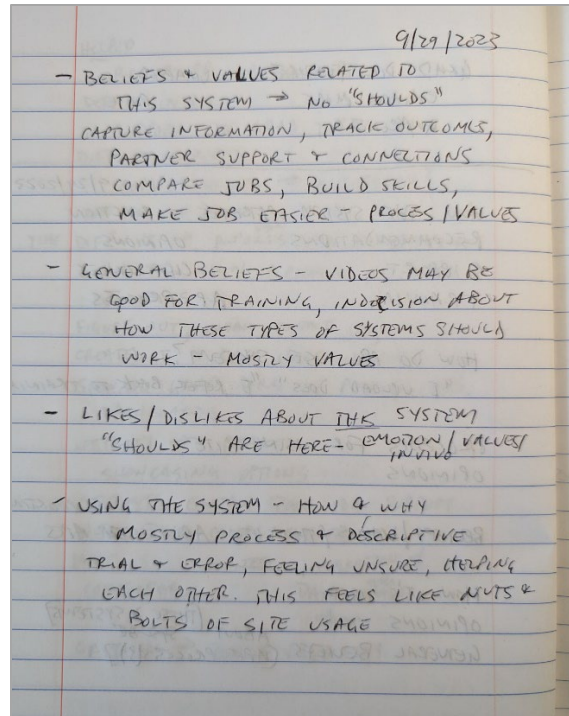 9/29/2023
- BELIEFS & VALUES RELATED TO
THIS SYSTEM → NO "SHOULDS"
CAPTURE INFORMATION, TRACK OUTCOMES,
PARTNER SUPPORT & CONNECTIONS
COMPARE JOBS, BUILD SKILLS,
MAKE JOB EASIER - PROCESS/VALUES
- GENERAL BELIEFS - VIDEOS MAY BE
GOOD FOR TRAINING, INDECISION ABOUT
HOW THESE TYPES OF SYSTEMS SHOULD
WORK - MOSTLY VALUES
- LIKES/DISLIKES ABOUT THIS SYSTEM
"SHOULDS" ARE HERE - EMOTION/VALUES/
INVIVO
- USING THE SYSTEM - HOW & WHY
MOSTLY PROCESS & DESCRIPTIVE
TRIAL & ERROR, FEELING UNSURE, HELPING
EACH OTHER. THIS FEELS LIKE NUTS &
BOLTS OF SITE USAGE